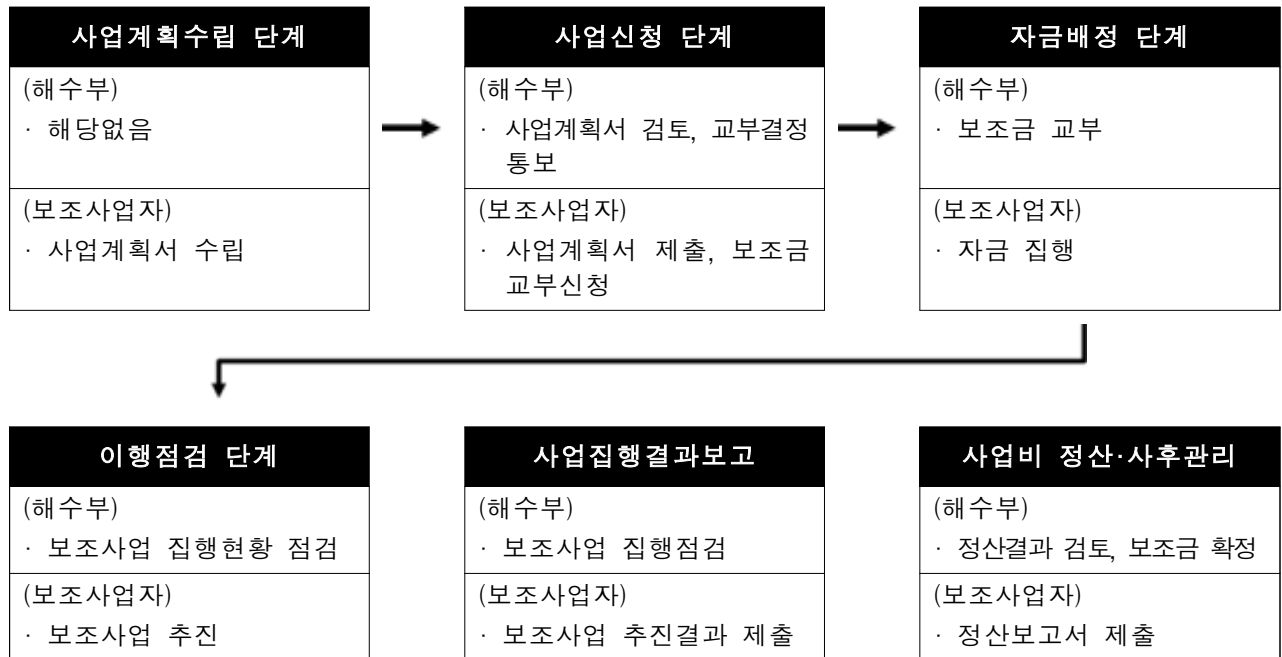 사업계획수립 단계
(해수부)
· 해당없음
(보조사업자)
· 사업계획서 수립
사업신청 단계
(해수부)
· 사업계획서 검토, 교부결정
통보
(보조사업자)
· 사업계획서 제출, 보조금
교부신청
자금배정 단계
(해수부)
· 보조금 교부
(보조사업자)
· 자금 집행
이행점검 단계
(해수부)
· 보조사업 집행현황 점검
(보조사업자)
· 보조사업 추진
사업집행결과보고
(해수부)
· 보조사업 집행점검
(보조사업자)
· 보조사업 추진결과 제출
사업비 정산·사후관리
(해수부)
· 정산결과 검토, 보조금 확정
(보조사업자)
· 정산보고서 제출